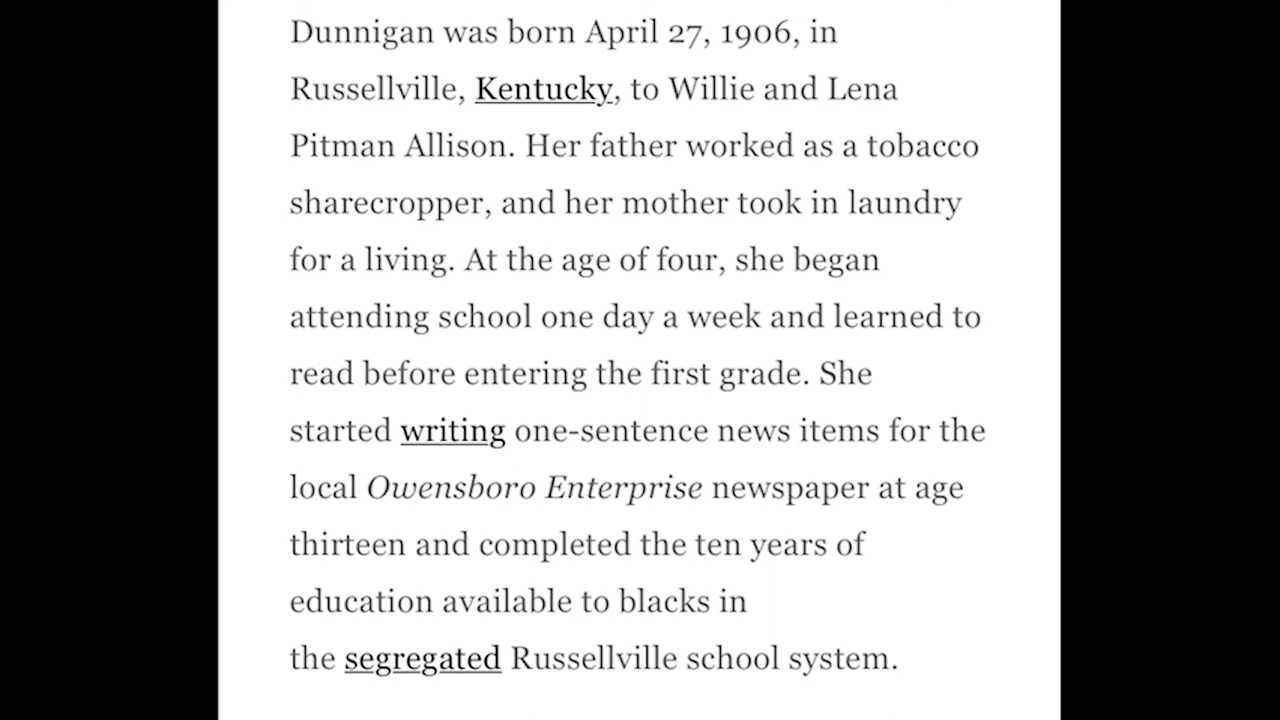 Dunnigan was born April 27, 1906, in
Russellville, Kentucky, to Willie and Lena
Pitman Allison. Her father worked as a tobacco
sharecropper, and her mother took in laundry
for a living. At the age of four, she began
attending school one day a week and learned to
read before entering the first grade. She
started writing one-sentence news items for the
local Owensboro Enterprise newspaper at age
thirteen and completed the ten years of
education available to blacks in
the segregated Russellville school system.